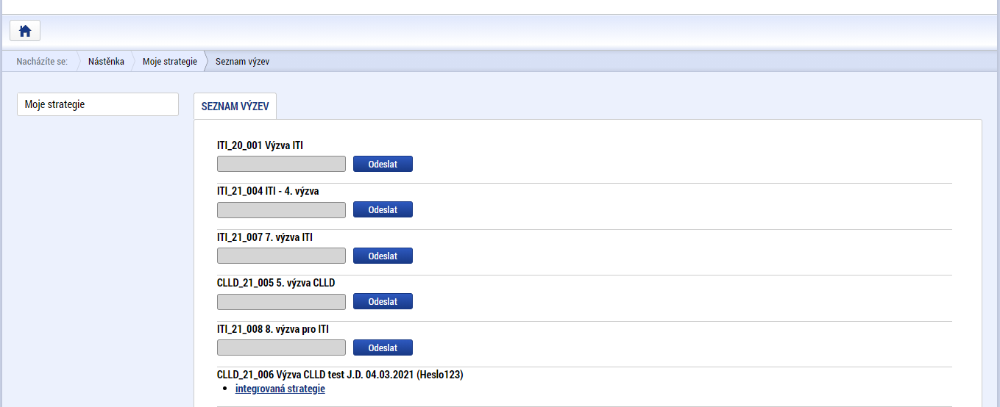 Nacházíte se: Nástěnka Moje strategie Seznam výzev
Moje strategie
SEZNAM VÝZEV
ITI_20_001 Výzva ITI
Odeslat
ITI_21_004 ITI - 4. výzva
Odeslat
ITI_21_007 7. výzva ITI
Odeslat
CLLD_21_005 5. výzva CLLD
Odeslat
ITI_21_008 8. výzva pro ITI
Odeslat
CLLD_21_006 Výzva CLLD test J.D. 04.03.2021 (Heslo123)
• integrovaná strategie